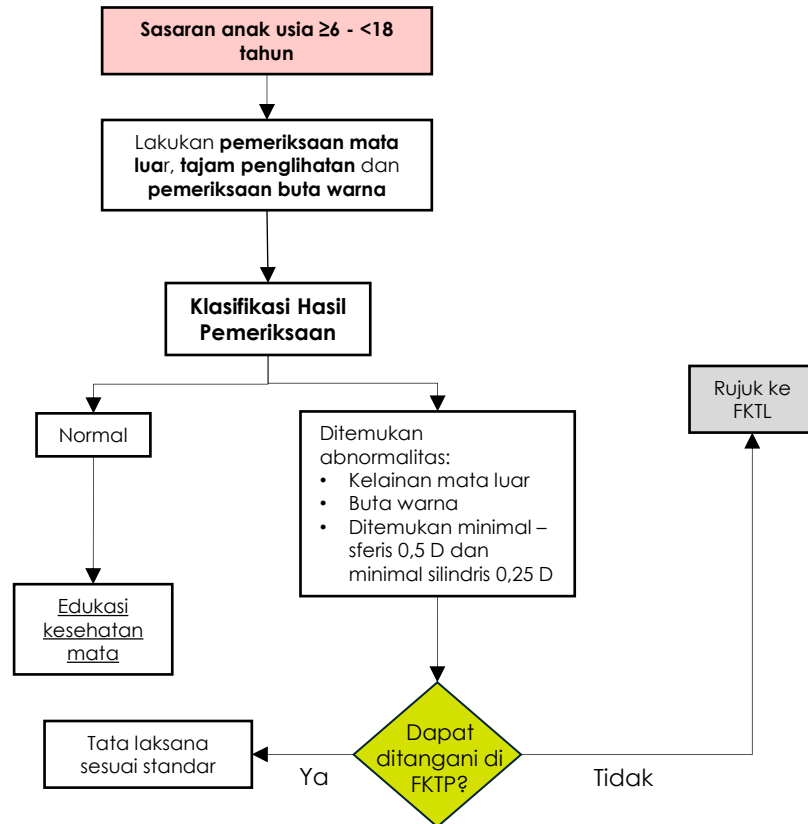 Sasaran anak usia ≥6 - <18
tahun
Lakukan pemeriksaan mata
luar, tajam penglihatan dan
pemeriksaan buta warna
Klasifikasi Hasil
Pemeriksaan
Normal
Ditemukan
abnormalitas:
• Kelainan mata luar
• Buta warna
• Ditemukan minimal –
sferis 0,5 D dan
minimal silindris 0,25 D
Rujuk ke
FKTL
Edukasi
kesehatan
mata
Dapat
ditangani di
FKTP?
Ya
Tidak
Tata laksana
sesuai standar